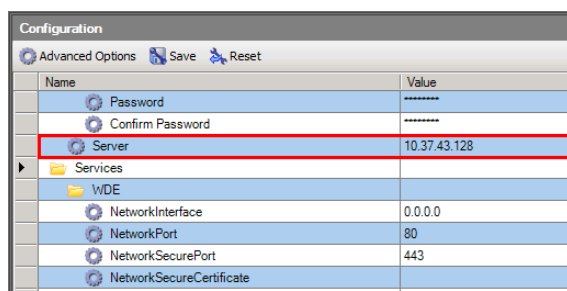 Configuration
Advanced Options Save Reset
Name Value
Password ********
Confirm Password ********
Server 10.37.43.128
Services
WDE
NetworkInterface 0.0.0.0
NetworkPort 80
NetworkSecurePort 443
NetworkSecureCertificate